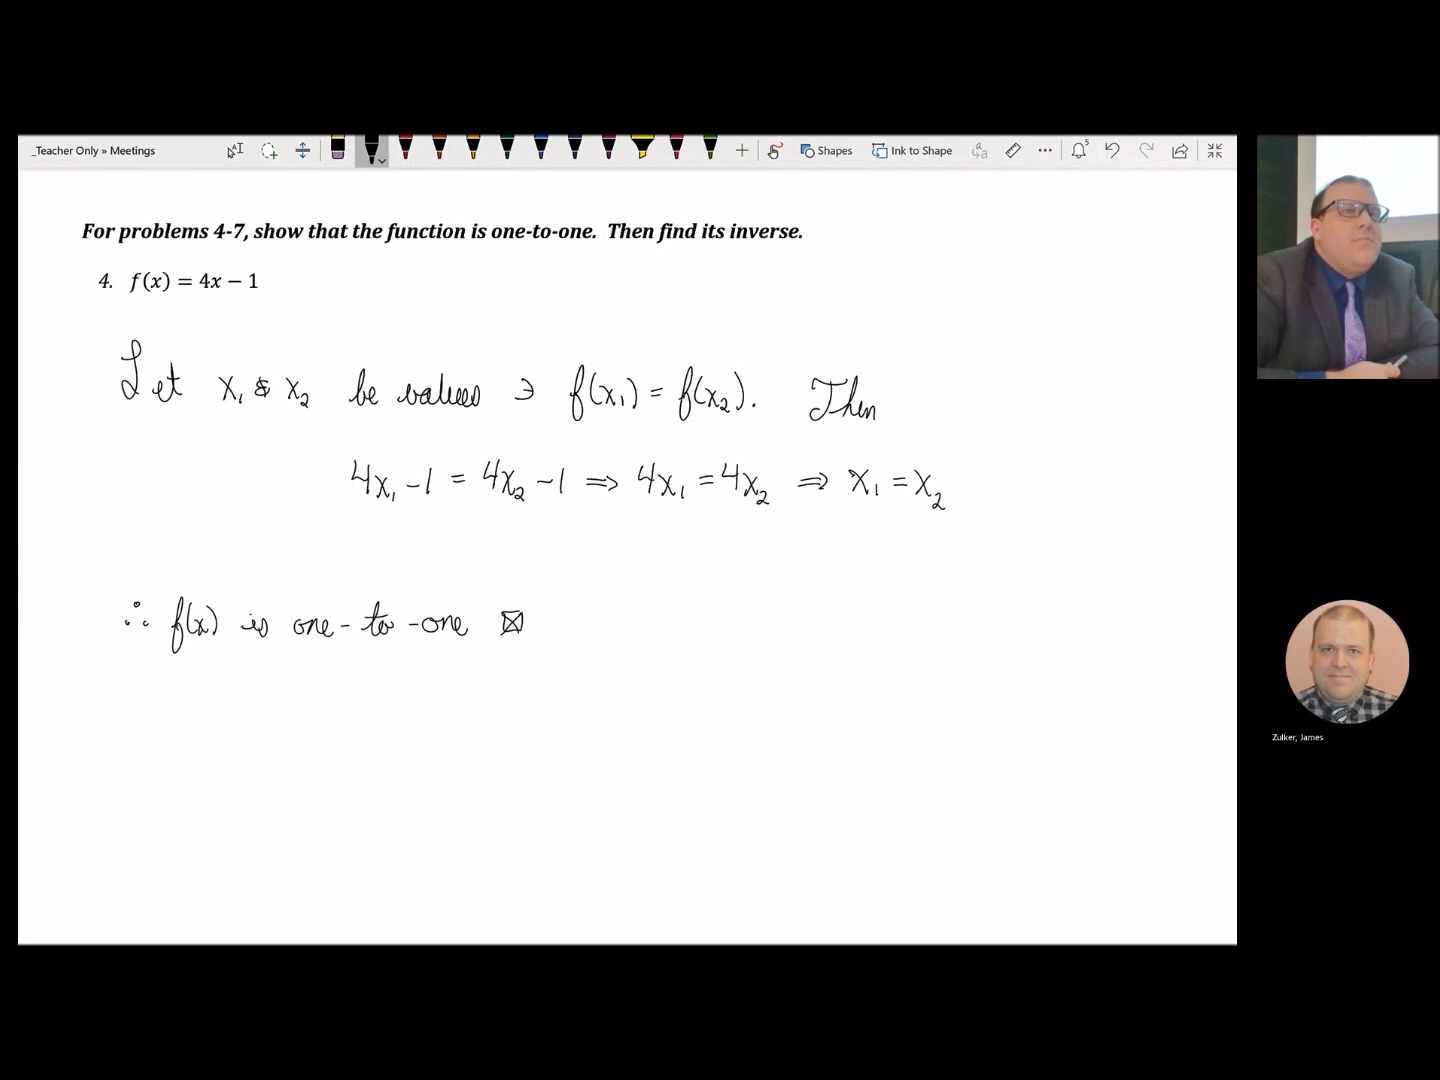 _Teacher Only » Meetings
Shapes
Ink to Shape
For problems 4-7, show that the function is one-to-one. Then find its inverse.
4. f(x) = 4x − 1
Let x₁ & x₂ be values ∋ f(x₁) = f(x₂). Then
4x₁ − 1 = 4x₂ − 1 ⇒ 4x₁ = 4x₂ ⇒ x₁ = x₂
∴ f(x) is one-to-one ☒
Zulker, James